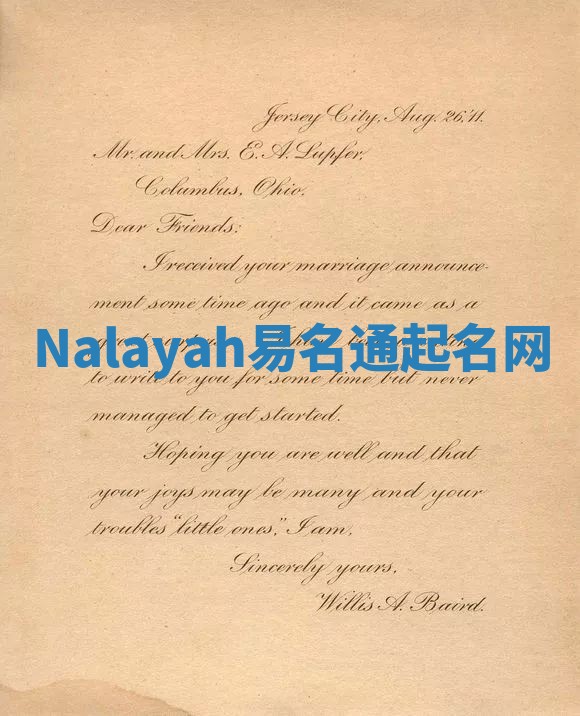 Jersey City, Aug. 26,'11.
Mr. and Mrs. E. A. Lupfer,
Columbus, Ohio.
Dear Friends:
I received your marriage announce-
ment some time ago and it came as a
Nalayah易名通起名网
to write to you for some time but never
managed to get started.
Hoping you are well and that
your joys may be many and your
troubles "little ones," I am,
Sincerely yours,
Willis A. Baird.